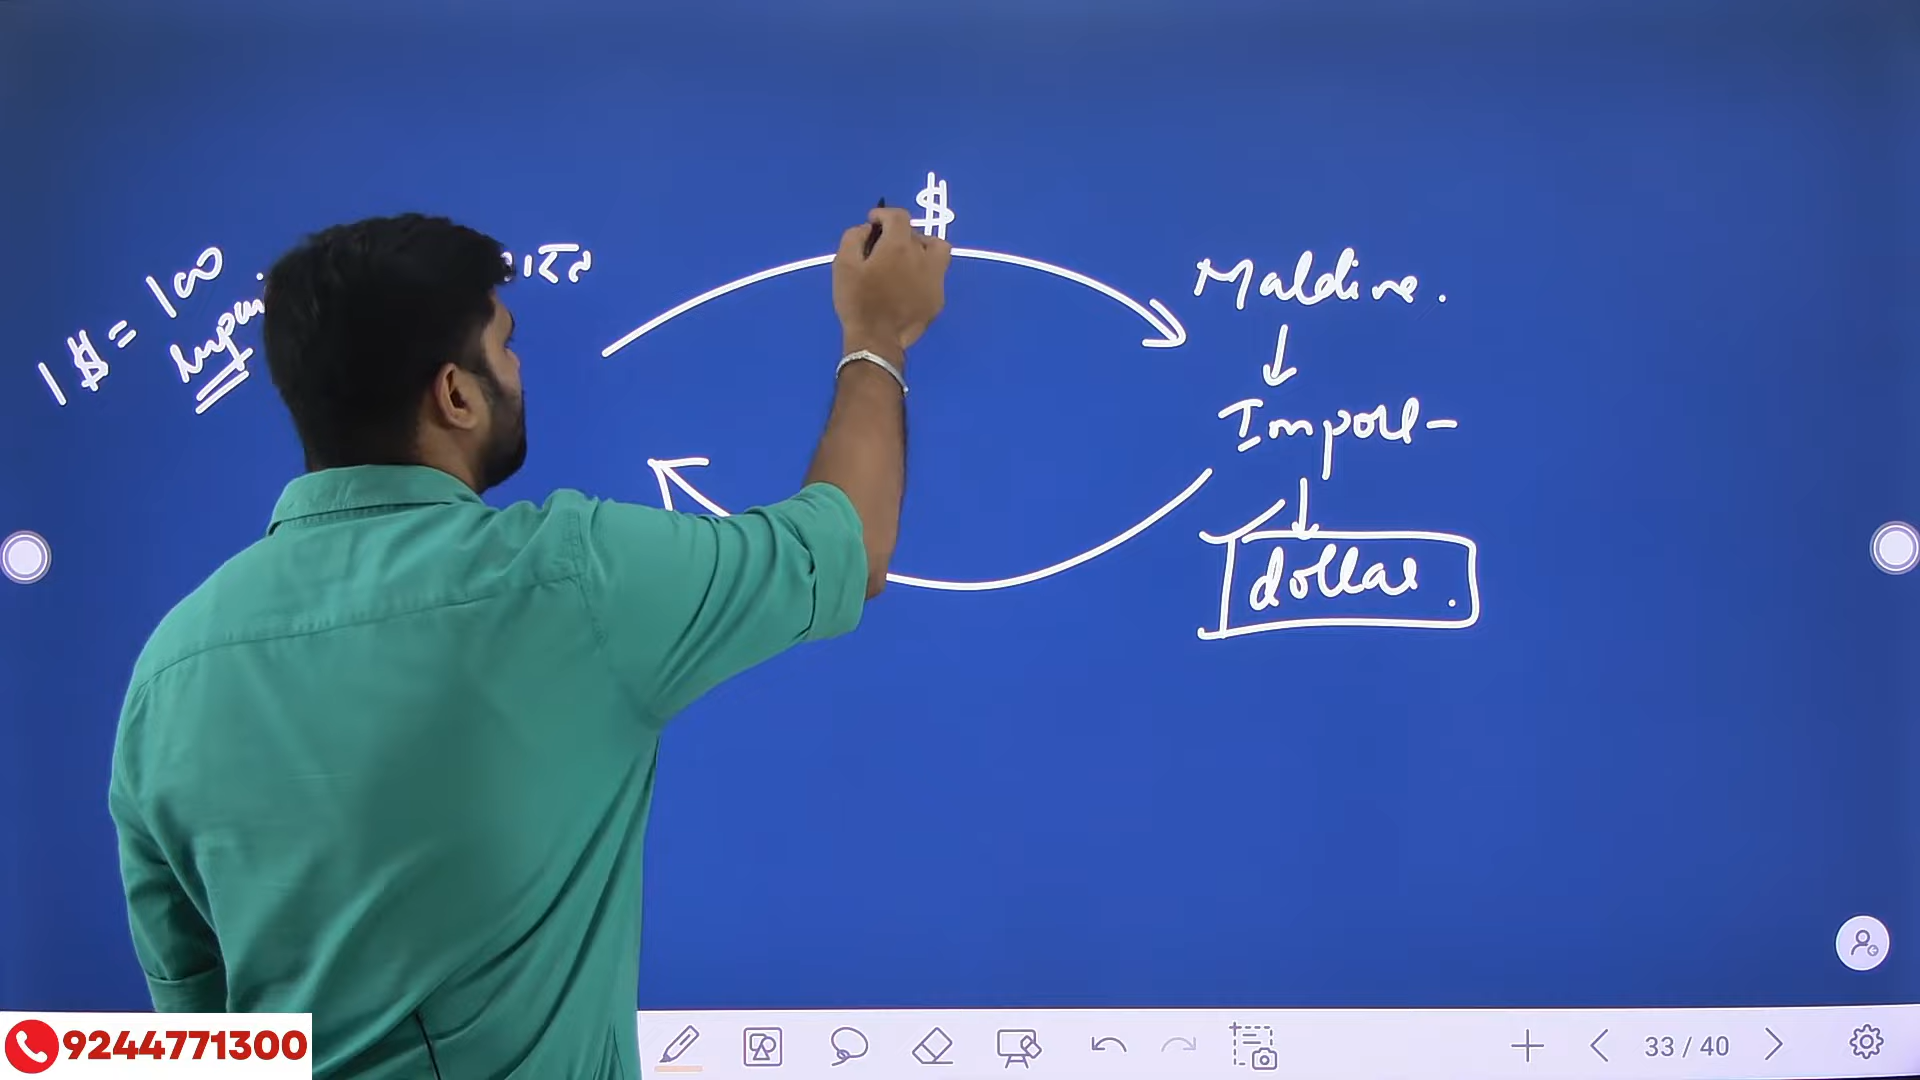 $
1$ = 100
Maldive.
Import
dollar.
9244771300
33 / 40